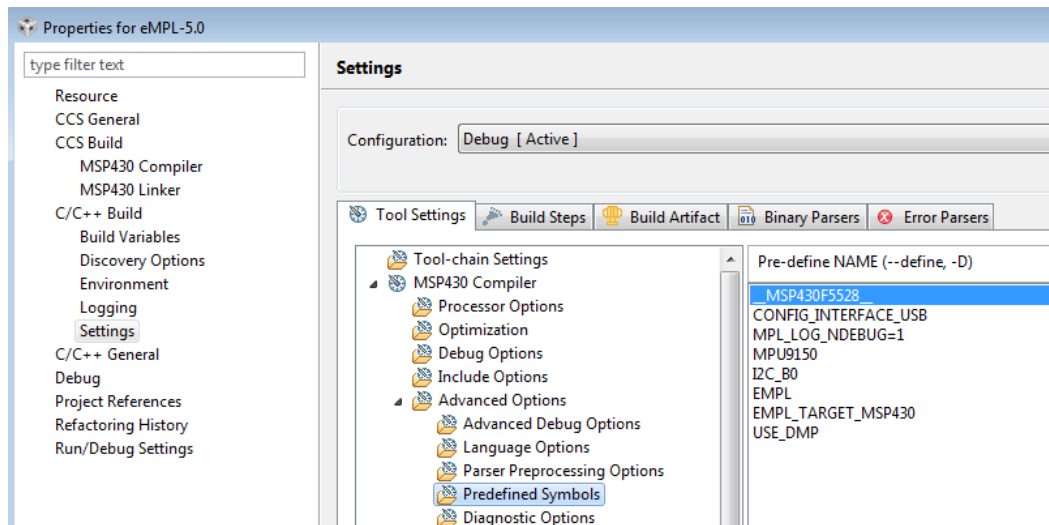 Properties for eMPL-5.0
type filter text
Resource
CCS General
CCS Build
MSP430 Compiler
MSP430 Linker
C/C++ Build
Build Variables
Discovery Options
Environment
Logging
Settings
C/C++ General
Debug
Project References
Refactoring History
Run/Debug Settings
Settings
Configuration: Debug [ Active ]
Tool Settings Build Steps Build Artifact Binary Parsers Error Parsers
Tool-chain Settings
MSP430 Compiler
Processor Options
Optimization
Debug Options
Include Options
Advanced Options
Advanced Debug Options
Language Options
Parser Preprocessing Options
Predefined Symbols
Diagnostic Options
Pre-define NAME (--define, -D)
__MSP430F5528__
CONFIG_INTERFACE_USB
MPL_LOG_NDEBUG=1
MPU9150
I2C_B0
EMPL
EMPL_TARGET_MSP430
USE_DMP